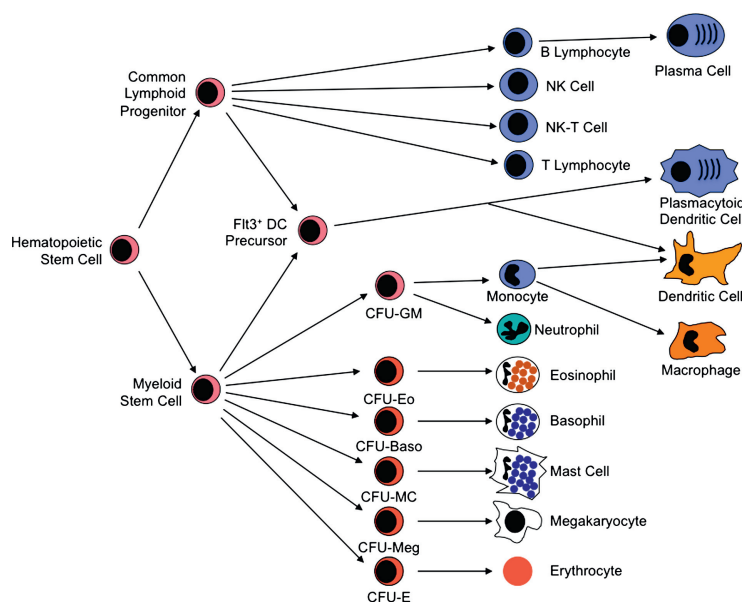 Common
Lymphoid
Progenitor
B Lymphocyte
Plasma Cell
NK Cell
NK-T Cell
T Lymphocyte
Flt3⁺ DC
Precursor
Plasmacytoid
Dendritic Cell
Hematopoietic
Stem Cell
CFU-GM
Monocyte
Dendritic Cell
Neutrophil
Macrophage
Myeloid
Stem Cell
CFU-Eo
Eosinophil
CFU-Baso
Basophil
CFU-MC
Mast Cell
CFU-Meg
Megakaryocyte
CFU-E
Erythrocyte